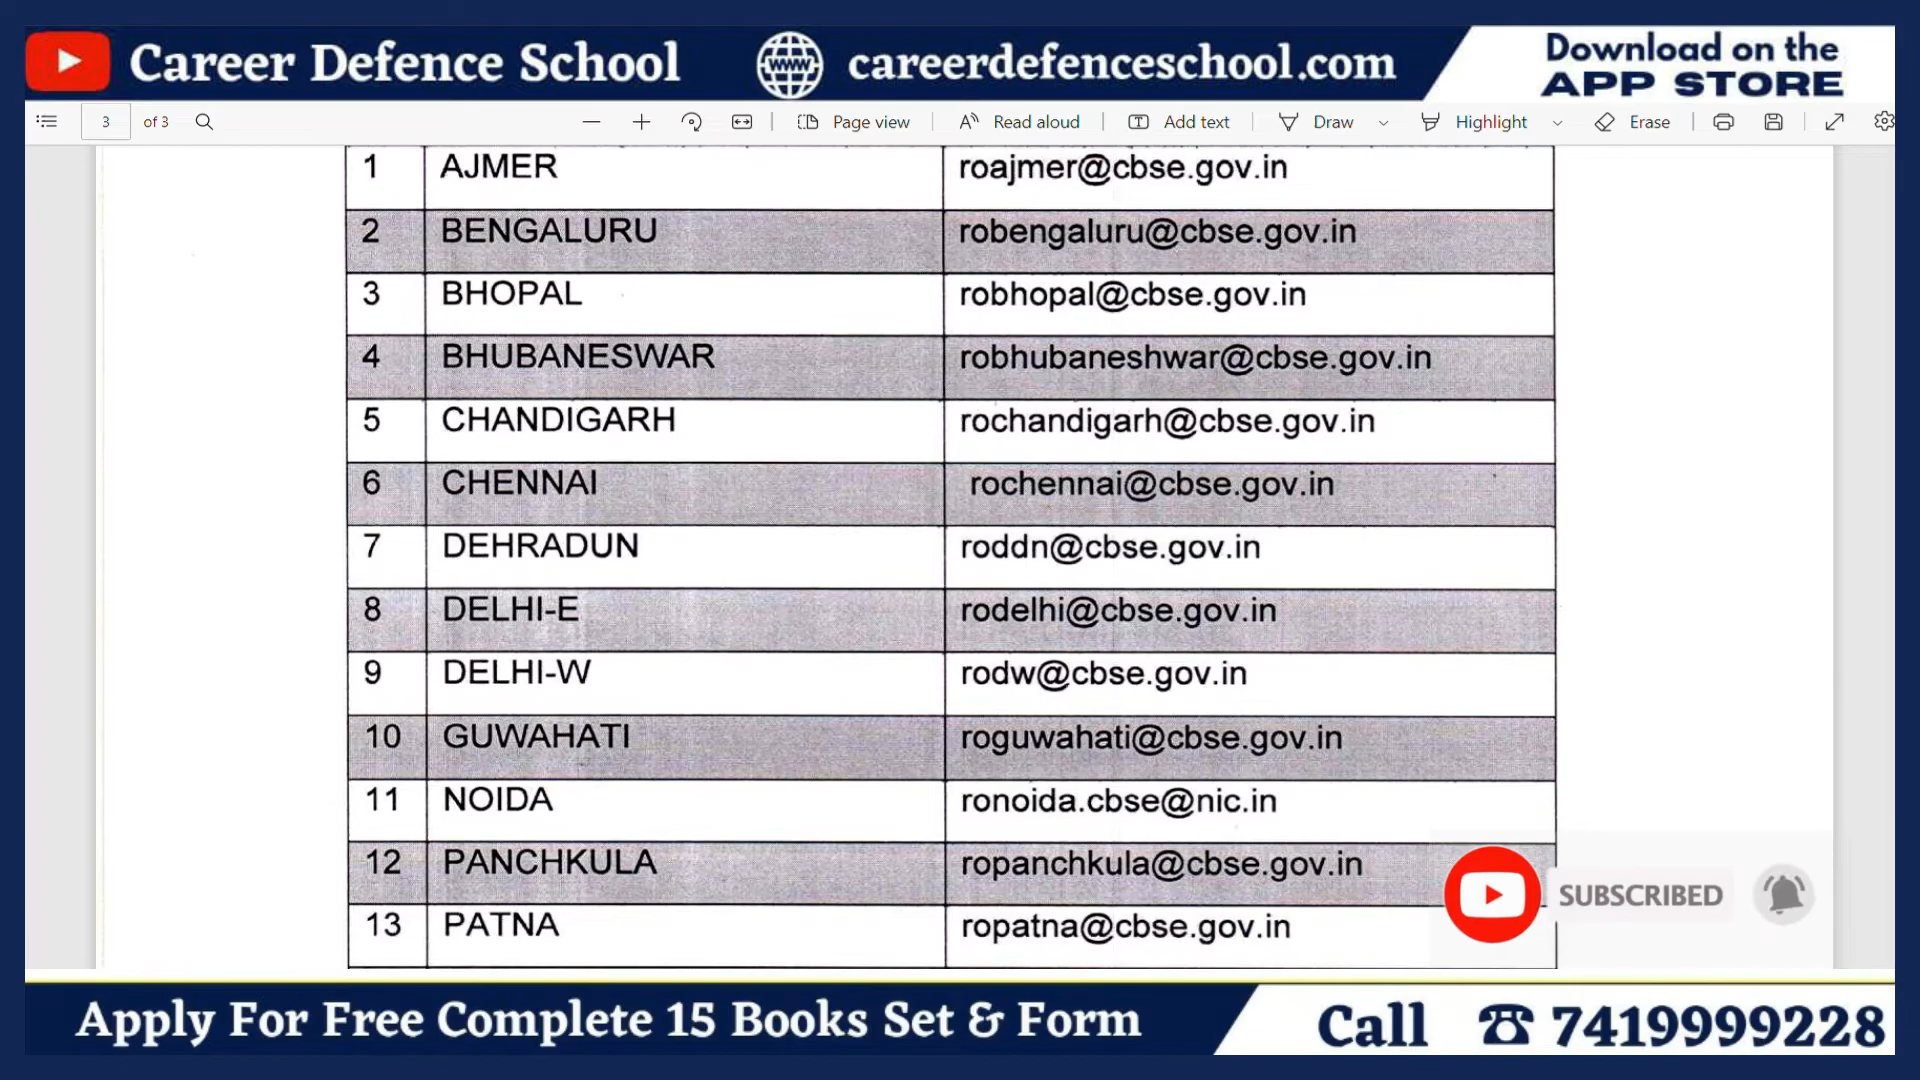 Career Defence School
www
careerdefenceschool.com
Download on the
APP STORE
3 of 3
Page view
Read aloud
Add text
Draw
Highlight
Erase
1 AJMER roajmer@cbse.gov.in
2 BENGALURU robengaluru@cbse.gov.in
3 BHOPAL robhopal@cbse.gov.in
4 BHUBANESWAR robhubaneshwar@cbse.gov.in
5 CHANDIGARH rochandigarh@cbse.gov.in
6 CHENNAI rochennai@cbse.gov.in
7 DEHRADUN roddn@cbse.gov.in
8 DELHI-E rodelhi@cbse.gov.in
9 DELHI-W rodw@cbse.gov.in
10 GUWAHATI roguwahati@cbse.gov.in
11 NOIDA ronoida.cbse@nic.in
12 PANCHKULA ropanchkula@cbse.gov.in
13 PATNA ropatna@cbse.gov.in
SUBSCRIBED
Apply For Free Complete 15 Books Set & Form
Call ☎ 7419999228